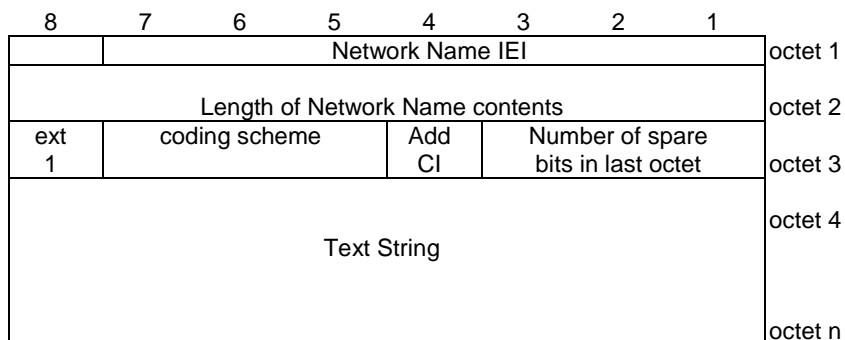 8 7 6 5 4 3 2 1
Network Name IEI octet 1
Length of Network Name contents octet 2
ext coding scheme Add Number of spare
1 CI bits in last octet octet 3
octet 4
Text String
octet n